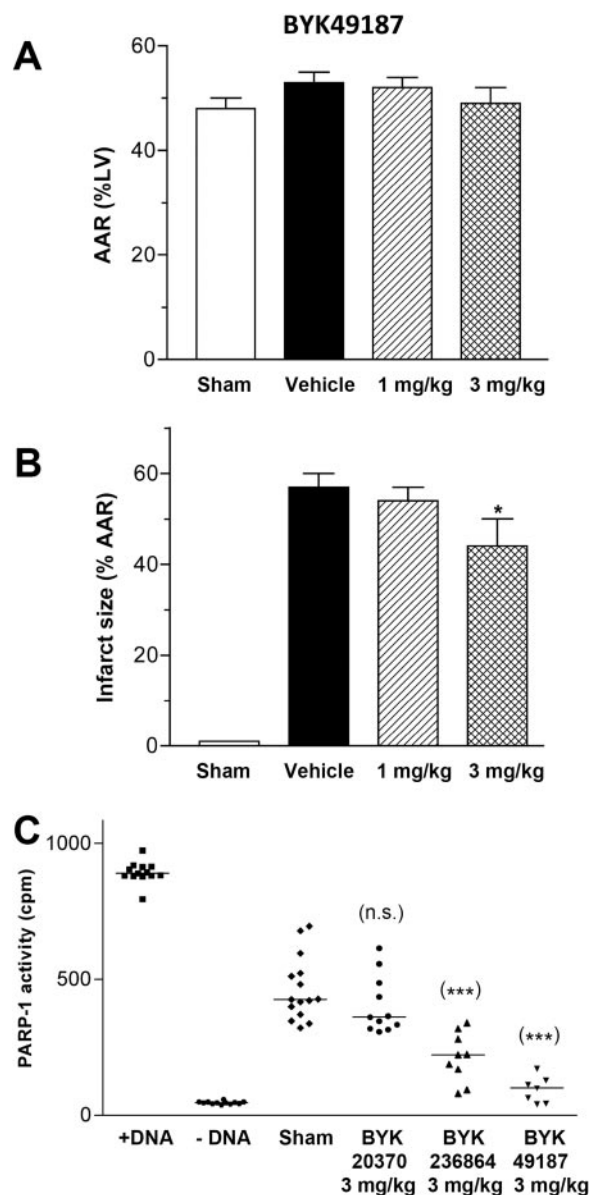 BYK49187
A
60
40
20
0
AAR (%LV)
Sham Vehicle 1 mg/kg 3 mg/kg
B
60
40
20
0
Infarct size (% AAR)
*
Sham Vehicle 1 mg/kg 3 mg/kg
C
1000
500
0
PARP-1 activity (cpm)
(n.s.)
(***)
(***)
+DNA - DNA Sham BYK BYK BYK
20370 236864 49187
3 mg/kg 3 mg/kg 3 mg/kg